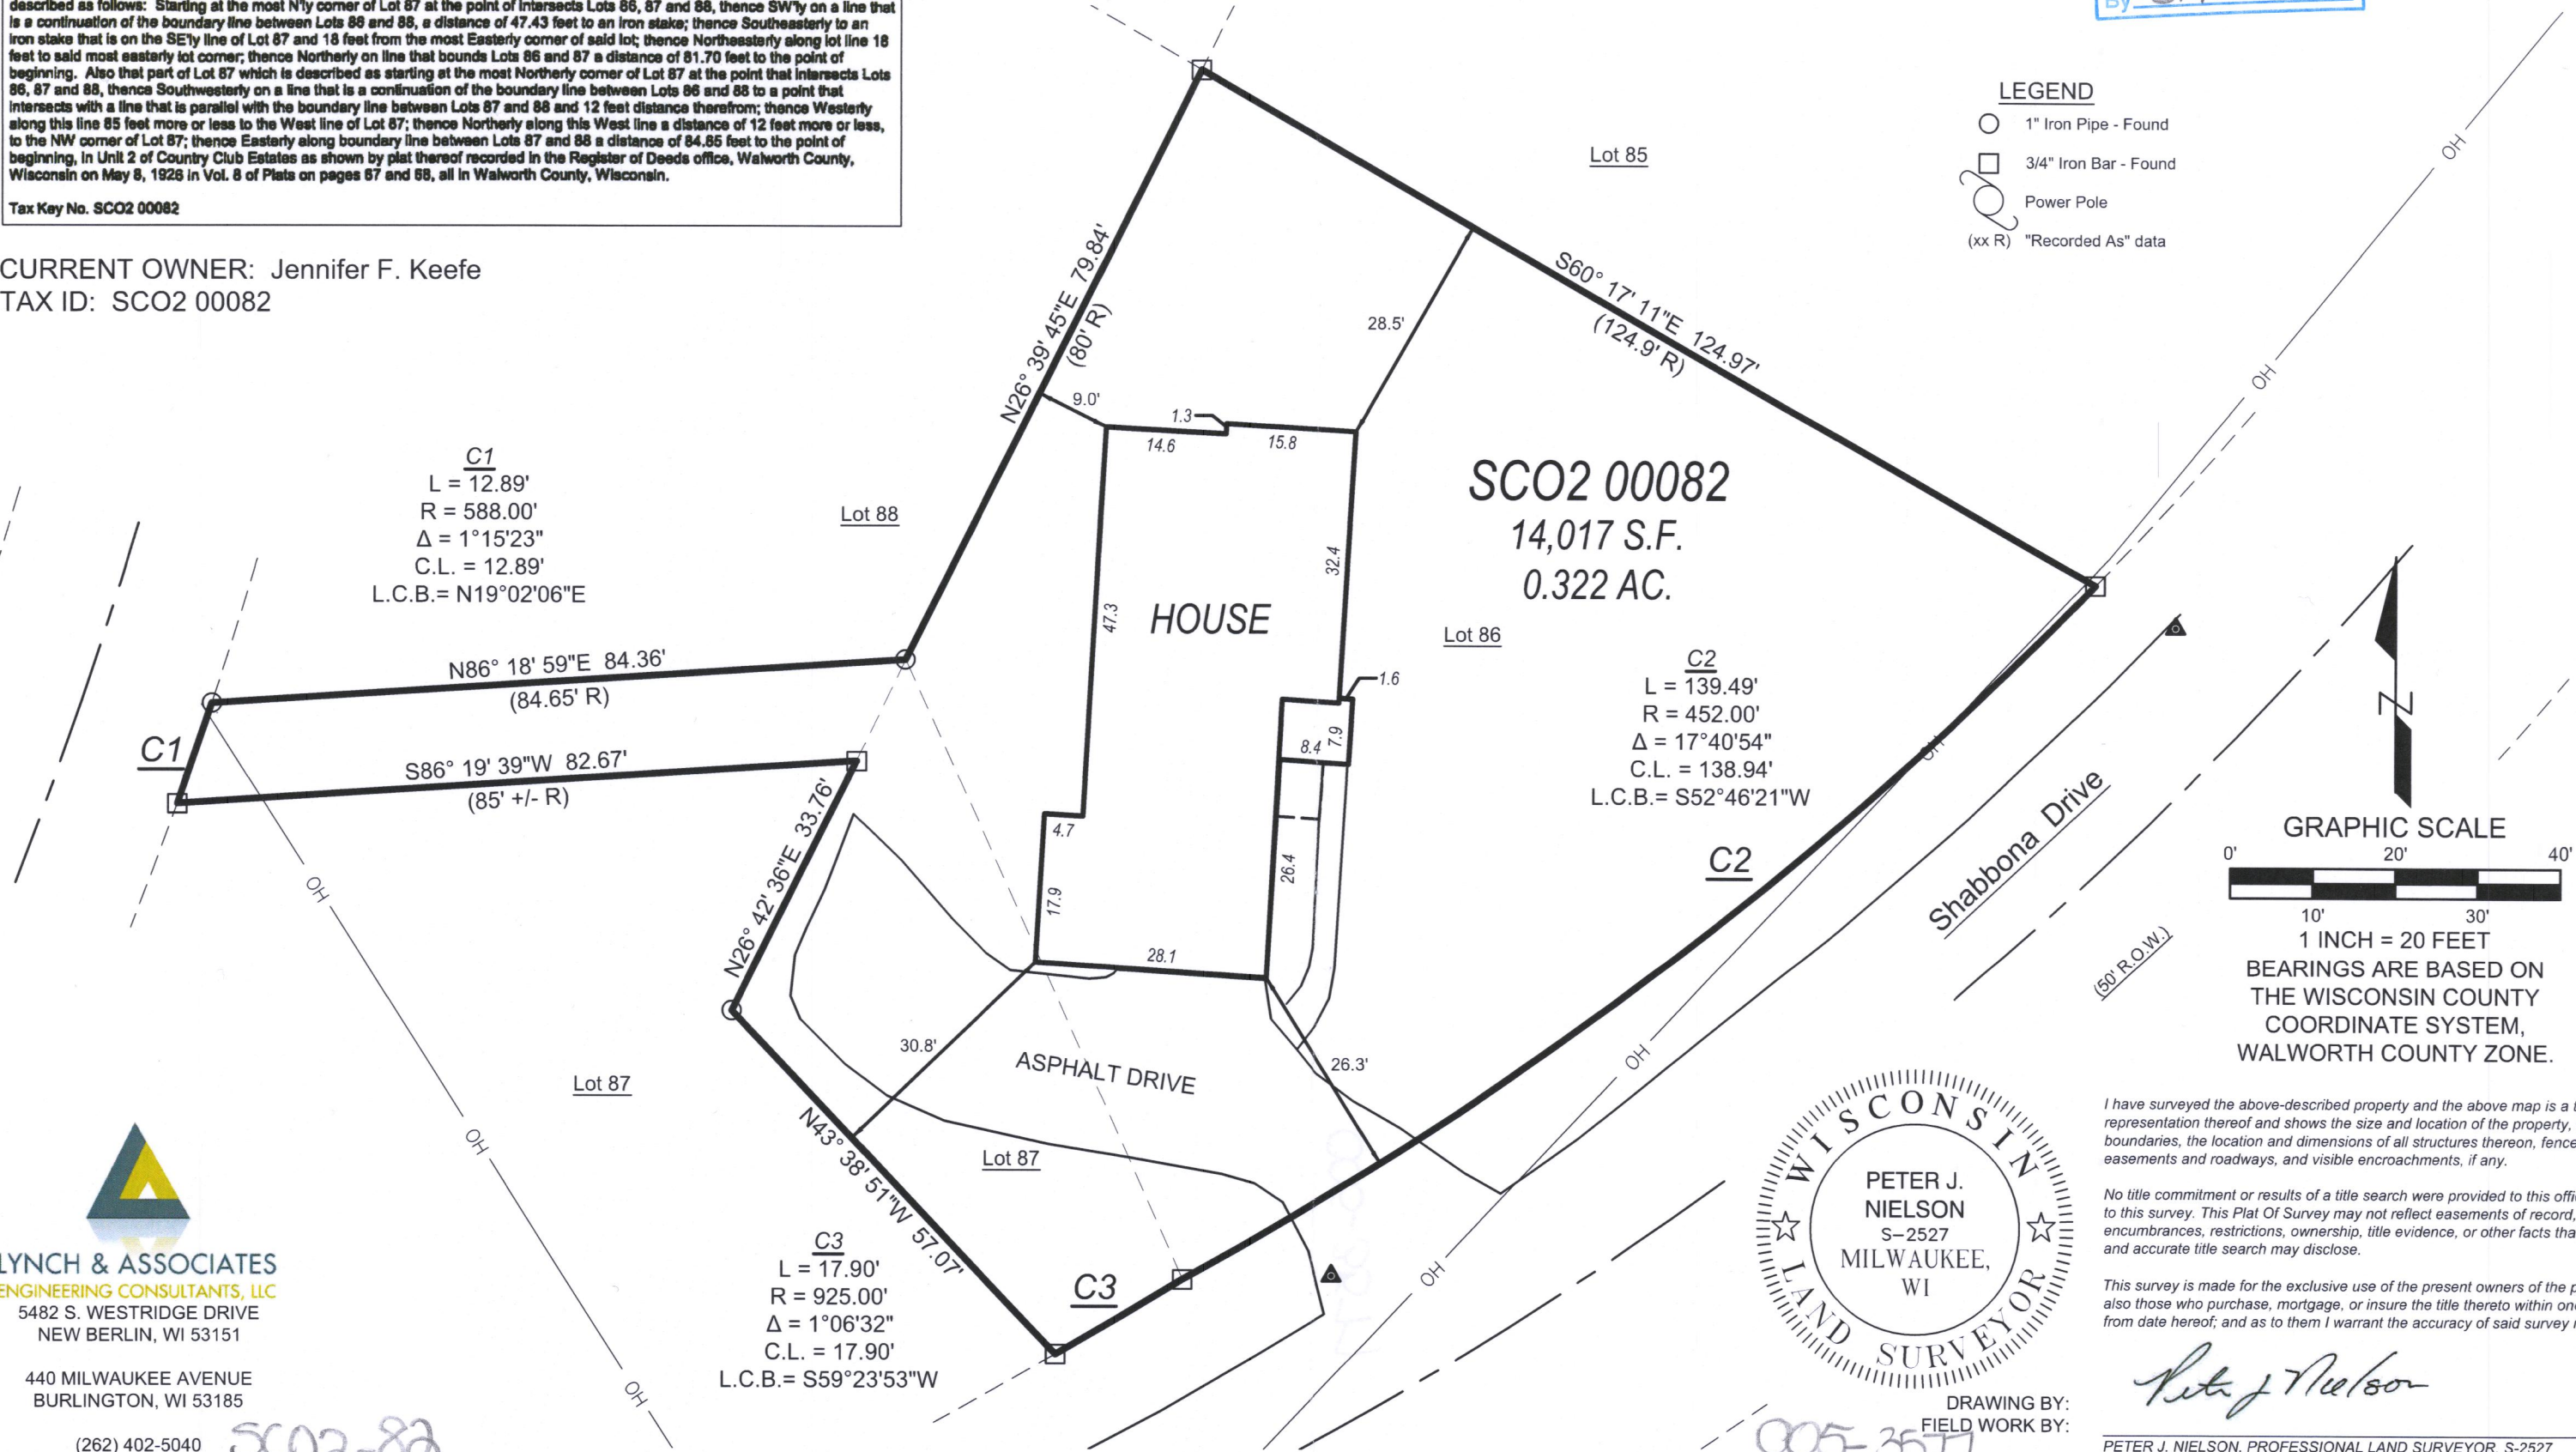 described as follows: Starting at the most N'ly corner of Lot 87 at the point of intersects Lots 86, 87 and 88, thence SW'ly on a line that
is a continuation of the boundary line between Lots 86 and 88, a distance of 47.43 feet to an iron stake; thence Southeasterly to an
iron stake that is on the SE'ly line of Lot 87 and 18 feet from the most Easterly corner of said lot; thence Northeasterly along lot line 18
feet to said most easterly lot corner; thence Northerly on line that bounds Lots 86 and 87 a distance of 81.70 feet to the point of
beginning. Also that part of Lot 87 which is described as starting at the most Northerly corner of Lot 87 at the point that intersects Lots
86, 87 and 88, thence Southwesterly on a line that is a continuation of the boundary line between Lots 86 and 88 to a point that
intersects with a line that is parallel with the boundary line between Lots 87 and 88 and 12 feet distance therefrom; thence Westerly
along this line 85 feet more or less to the West line of Lot 87; thence Northerly along this West line a distance of 12 feet more or less,
to the NW corner of Lot 87; thence Easterly along boundary line between Lots 87 and 88 a distance of 84.65 feet to the point of
beginning, in Unit 2 of Country Club Estates as shown by plat thereof recorded in the Register of Deeds office, Walworth County,
Wisconsin on May 8, 1926 in Vol. 8 of Plats on pages 67 and 68, all in Walworth County, Wisconsin.
Tax Key No. SCO2 00082
By
CURRENT OWNER: Jennifer F. Keefe
TAX ID: SCO2 00082
LEGEND
1" Iron Pipe - Found
3/4" Iron Bar - Found
Power Pole
(xx R) "Recorded As" data
Lot 85
OH
OH
S60° 17' 11"E 124.97'
(124.9' R)
28.5'
N26° 39' 45"E 79.84'
(80' R)
9.0'
1.3
14.6
15.8
C1
L = 12.89'
R = 588.00'
Δ = 1°15'23"
C.L. = 12.89'
L.C.B.= N19°02'06"E
Lot 88
SCO2 00082
14,017 S.F.
0.322 AC.
32.4
47.3
HOUSE
Lot 86
N86° 18' 59"E 84.36'
(84.65' R)
C1
S86° 19' 39"W 82.67'
(85' +/- R)
1.6
8.4
7.9
C2
L = 139.49'
R = 452.00'
Δ = 17°40'54"
C.L. = 138.94'
L.C.B.= S52°46'21"W
OH
C2
Shabbona Drive
(50' R.O.W.)
N
GRAPHIC SCALE
0'
20'
40'
10'
30'
1 INCH = 20 FEET
BEARINGS ARE BASED ON
THE WISCONSIN COUNTY
COORDINATE SYSTEM,
WALWORTH COUNTY ZONE.
N26° 42' 36"E 33.76'
4.7
17.9
26.4
28.1
OH
30.8'
ASPHALT DRIVE
26.3'
OH
Lot 87
N43° 38' 51"W 57.07'
Lot 87
OH
OH
C3
L = 17.90'
R = 925.00'
Δ = 1°06'32"
C.L. = 17.90'
L.C.B.= S59°23'53"W
C3
OH
LYNCH & ASSOCIATES
ENGINEERING CONSULTANTS, LLC
5482 S. WESTRIDGE DRIVE
NEW BERLIN, WI 53151
440 MILWAUKEE AVENUE
BURLINGTON, WI 53185
(262) 402-5040
SCO2-82
WISCONSIN
PETER J.
NIELSON
S-2527
MILWAUKEE,
WI
LAND SURVEYOR
I have surveyed the above-described property and the above map is a
representation thereof and shows the size and location of the property,
boundaries, the location and dimensions of all structures thereon, fence
easements and roadways, and visible encroachments, if any.
No title commitment or results of a title search were provided to this
to this survey. This Plat Of Survey may not reflect easements of record,
encumbrances, restrictions, ownership, title evidence, or other facts
and accurate title search may disclose.
This survey is made for the exclusive use of the present owners of the
also those who purchase, mortgage, or insure the title thereto within
from date hereof; and as to them I warrant the accuracy of said survey
Peter J Nielson
DRAWING BY:
FIELD WORK BY:
005-3577
PETER J. NIELSON, PROFESSIONAL LAND SURVEYOR, S-2527